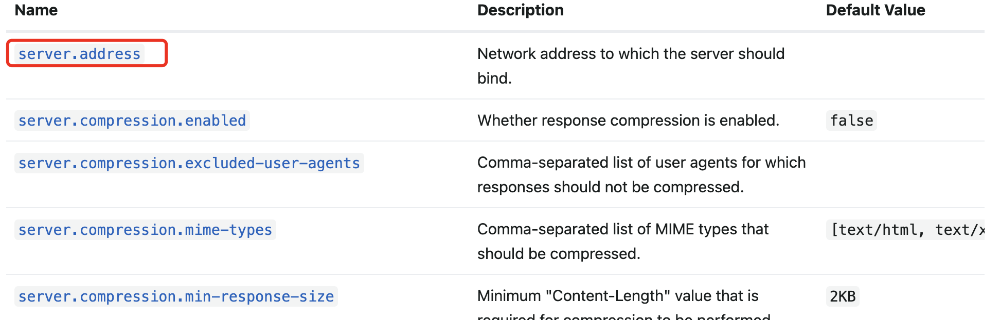 Name Description Default Value
server.address Network address to which the server should
bind.
server.compression.enabled Whether response compression is enabled. false
server.compression.excluded-user-agents Comma-separated list of user agents for which
responses should not be compressed.
server.compression.mime-types Comma-separated list of MIME types that [text/html, text/x
should be compressed.
server.compression.min-response-size Minimum "Content-Length" value that is 2KB
required for compression to be performed